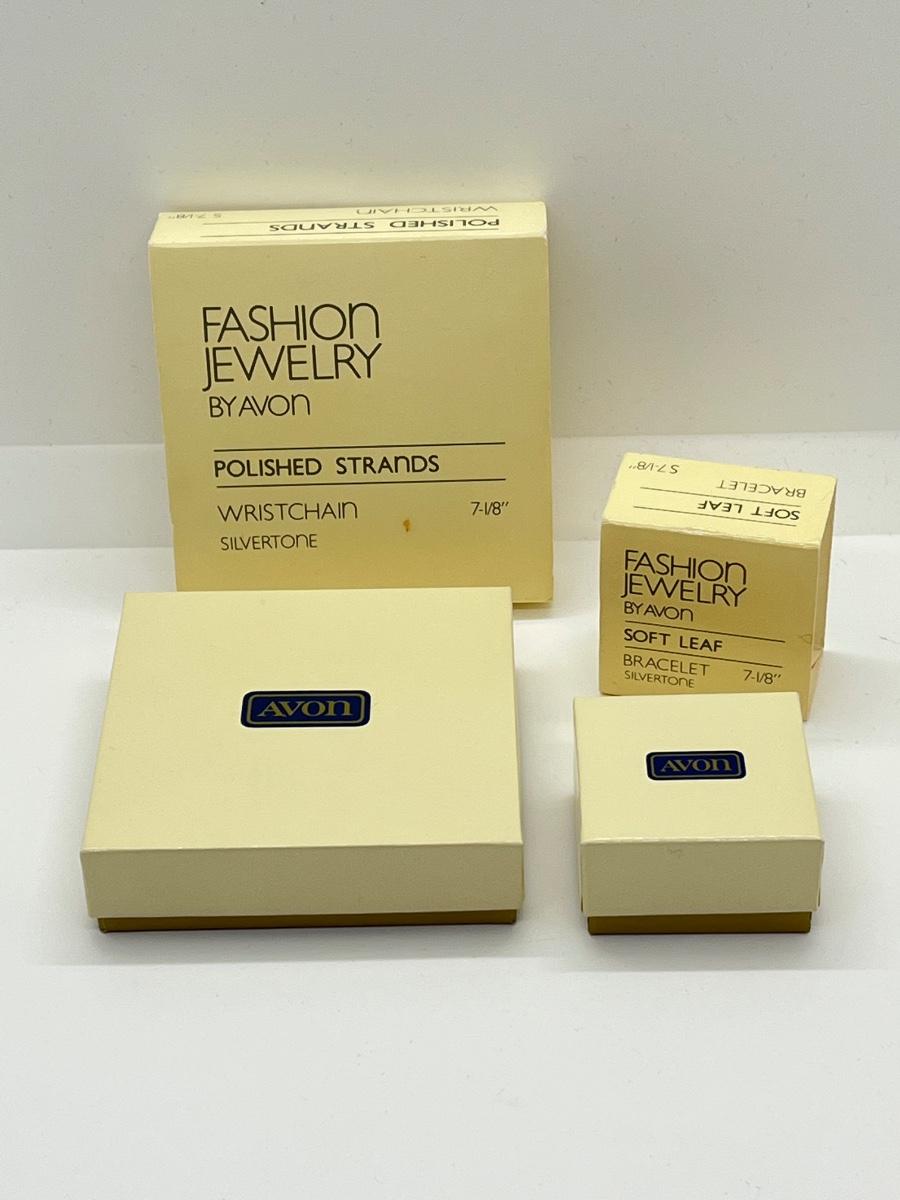 WRISTCHAIN S 7-1/8"
POLISHED STRANDS
FASHION
JEWELRY
BY AVON
POLISHED STRANDS
WRISTCHAIN 7-1/8"
SILVERTONE
S 7-1/8"
BRACELET
SOFT LEAF
FASHION
JEWELRY
BY AVON
SOFT LEAF
BRACELET 7-1/8"
SILVERTONE
AVON
AVON